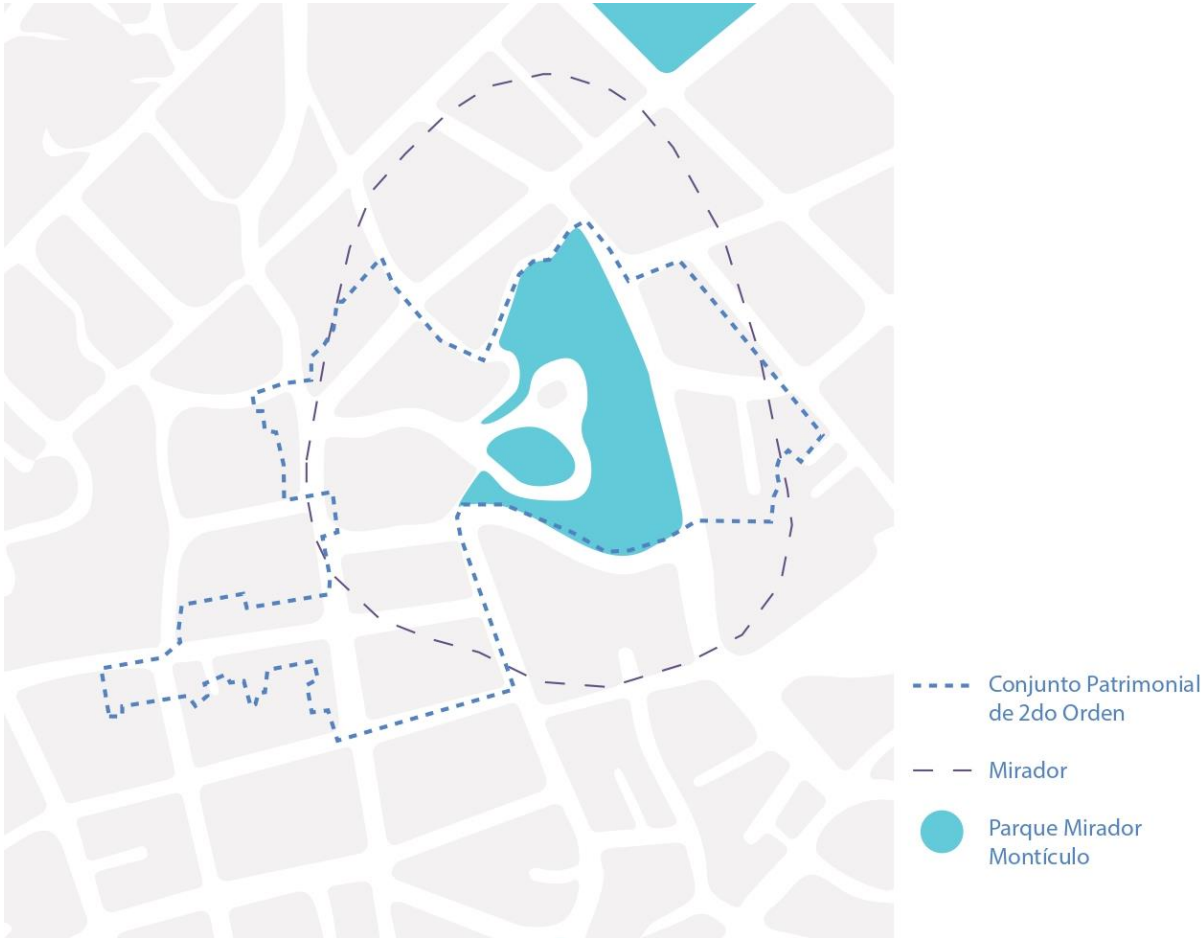 Conjunto Patrimonial
de 2do Orden
Mirador
Parque Mirador
Montículo